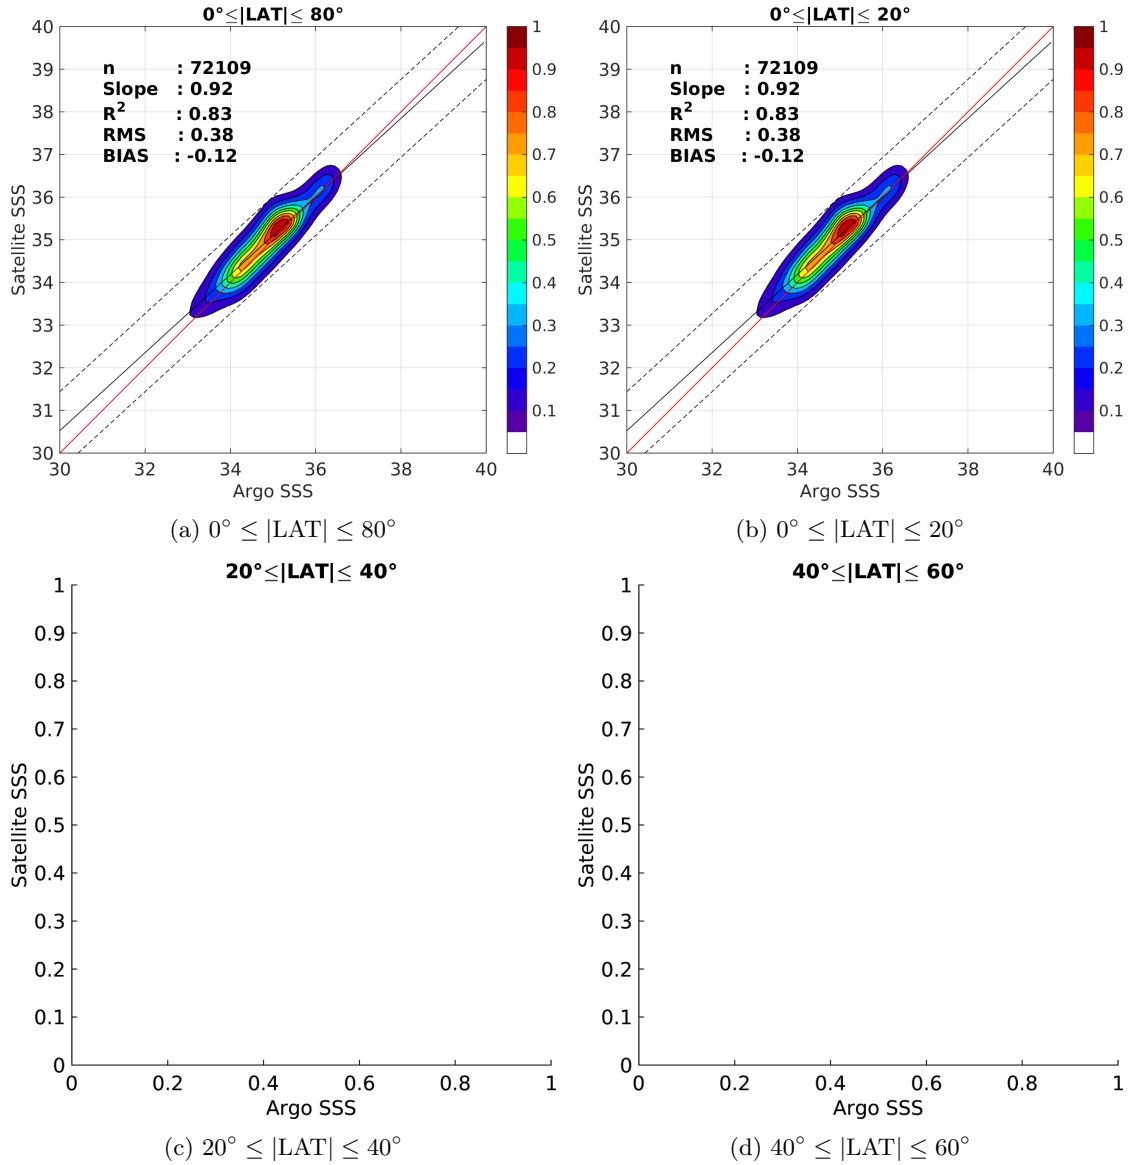 0°≤|LAT|≤ 80°
40
39
38
37
36
35
34
33
32
31
30
Satellite SSS
n : 72109
Slope : 0.92
R² : 0.83
RMS : 0.38
BIAS : -0.12
30 32 34 36 38 40
Argo SSS
1
0.9
0.8
0.7
0.6
0.5
0.4
0.3
0.2
0.1
(a) 0° ≤ |LAT| ≤ 80°
0°≤|LAT|≤ 20°
40
39
38
37
36
35
34
33
32
31
30
Satellite SSS
n : 72109
Slope : 0.92
R² : 0.83
RMS : 0.38
BIAS : -0.12
30 32 34 36 38 40
Argo SSS
1
0.9
0.8
0.7
0.6
0.5
0.4
0.3
0.2
0.1
(b) 0° ≤ |LAT| ≤ 20°
20°≤|LAT|≤ 40°
1
0.9
0.8
0.7
0.6
0.5
0.4
0.3
0.2
0.1
0
Satellite SSS
0 0.2 0.4 0.6 0.8 1
Argo SSS
(c) 20° ≤ |LAT| ≤ 40°
40°≤|LAT|≤ 60°
1
0.9
0.8
0.7
0.6
0.5
0.4
0.3
0.2
0.1
0
Satellite SSS
0 0.2 0.4 0.6 0.8 1
Argo SSS
(d) 40° ≤ |LAT| ≤ 60°